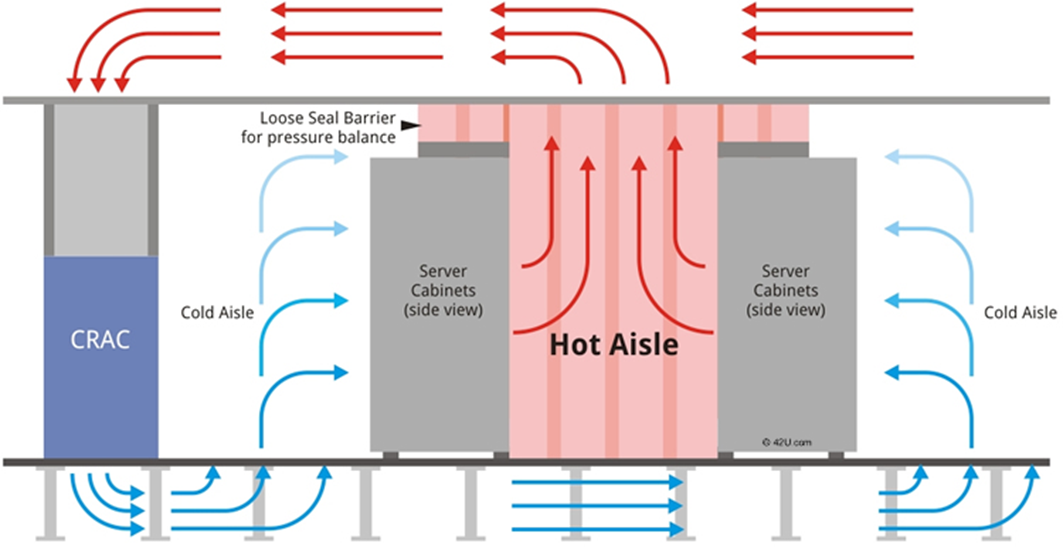 Loose Seal Barrier
for pressure balance
Server
Cabinets
(side view)
Server
Cabinets
(side view)
Cold Aisle
Cold Aisle
CRAC
Hot Aisle
© 42U.com